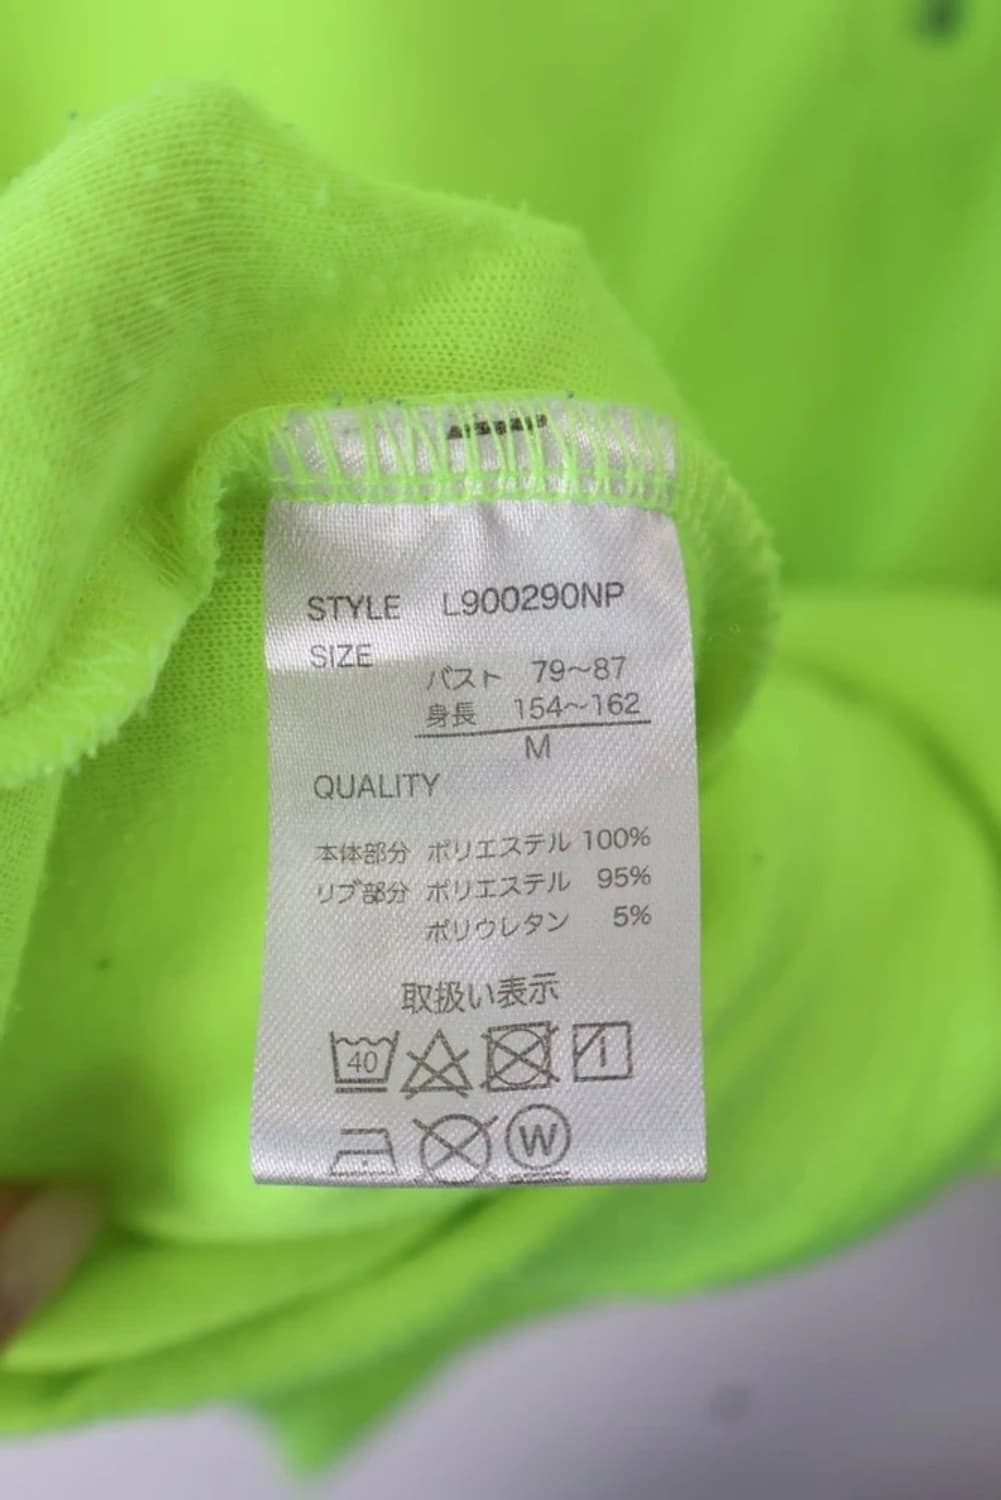 STYLE L900290NP
SIZE
バスト 79～87
身長 154～162
M
QUALITY
本体部分 ポリエステル 100%
リブ部分 ポリエステル 95%
ポリウレタン 5%
取扱い表示
40
W